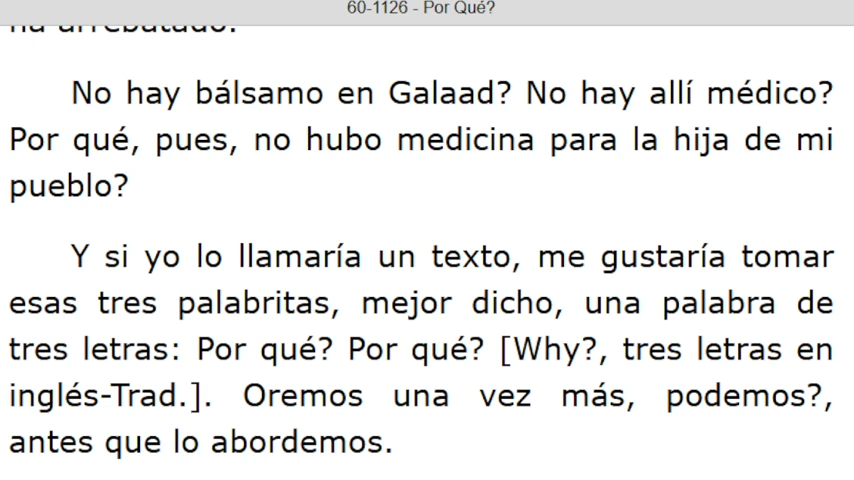 60-1126 - Por Qué?
No hay bálsamo en Galaad? No hay allí médico?
Por qué, pues, no hubo medicina para la hija de mi
pueblo?
Y si yo lo llamaría un texto, me gustaría tomar
esas tres palabritas, mejor dicho, una palabra de
tres letras: Por qué? Por qué? [Why?, tres letras en
inglés-Trad.]. Oremos una vez más, podemos?,
antes que lo abordemos.